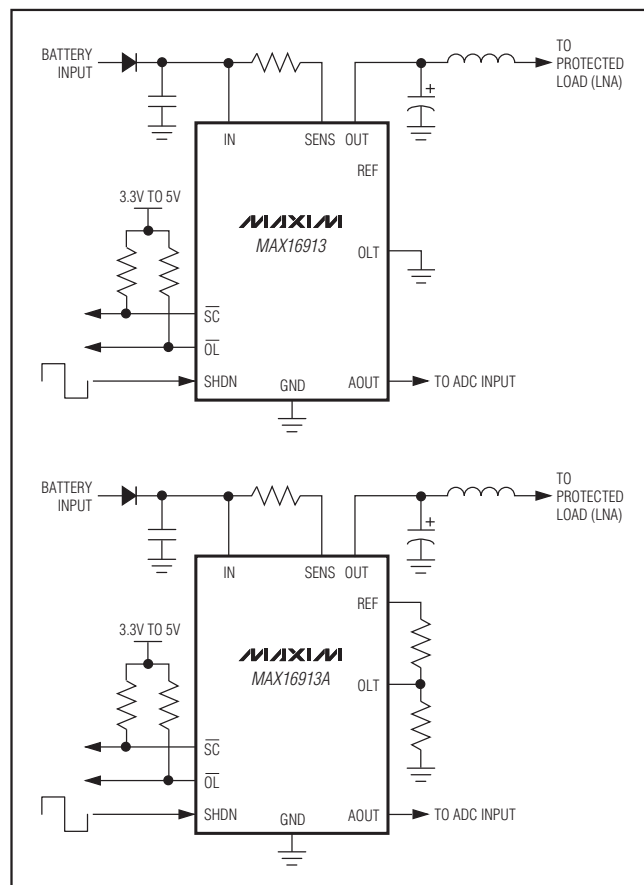 BATTERY
INPUT
TO
PROTECTED
LOAD (LNA)
+
IN
SENS
OUT
REF
3.3V TO 5V
MAXIM
MAX16913
OLT
SC
OL
SHDN
GND
AOUT
TO ADC INPUT
BATTERY
INPUT
TO
PROTECTED
LOAD (LNA)
+
IN
SENS
OUT
REF
3.3V TO 5V
MAXIM
MAX16913A
OLT
SC
OL
SHDN
GND
AOUT
TO ADC INPUT